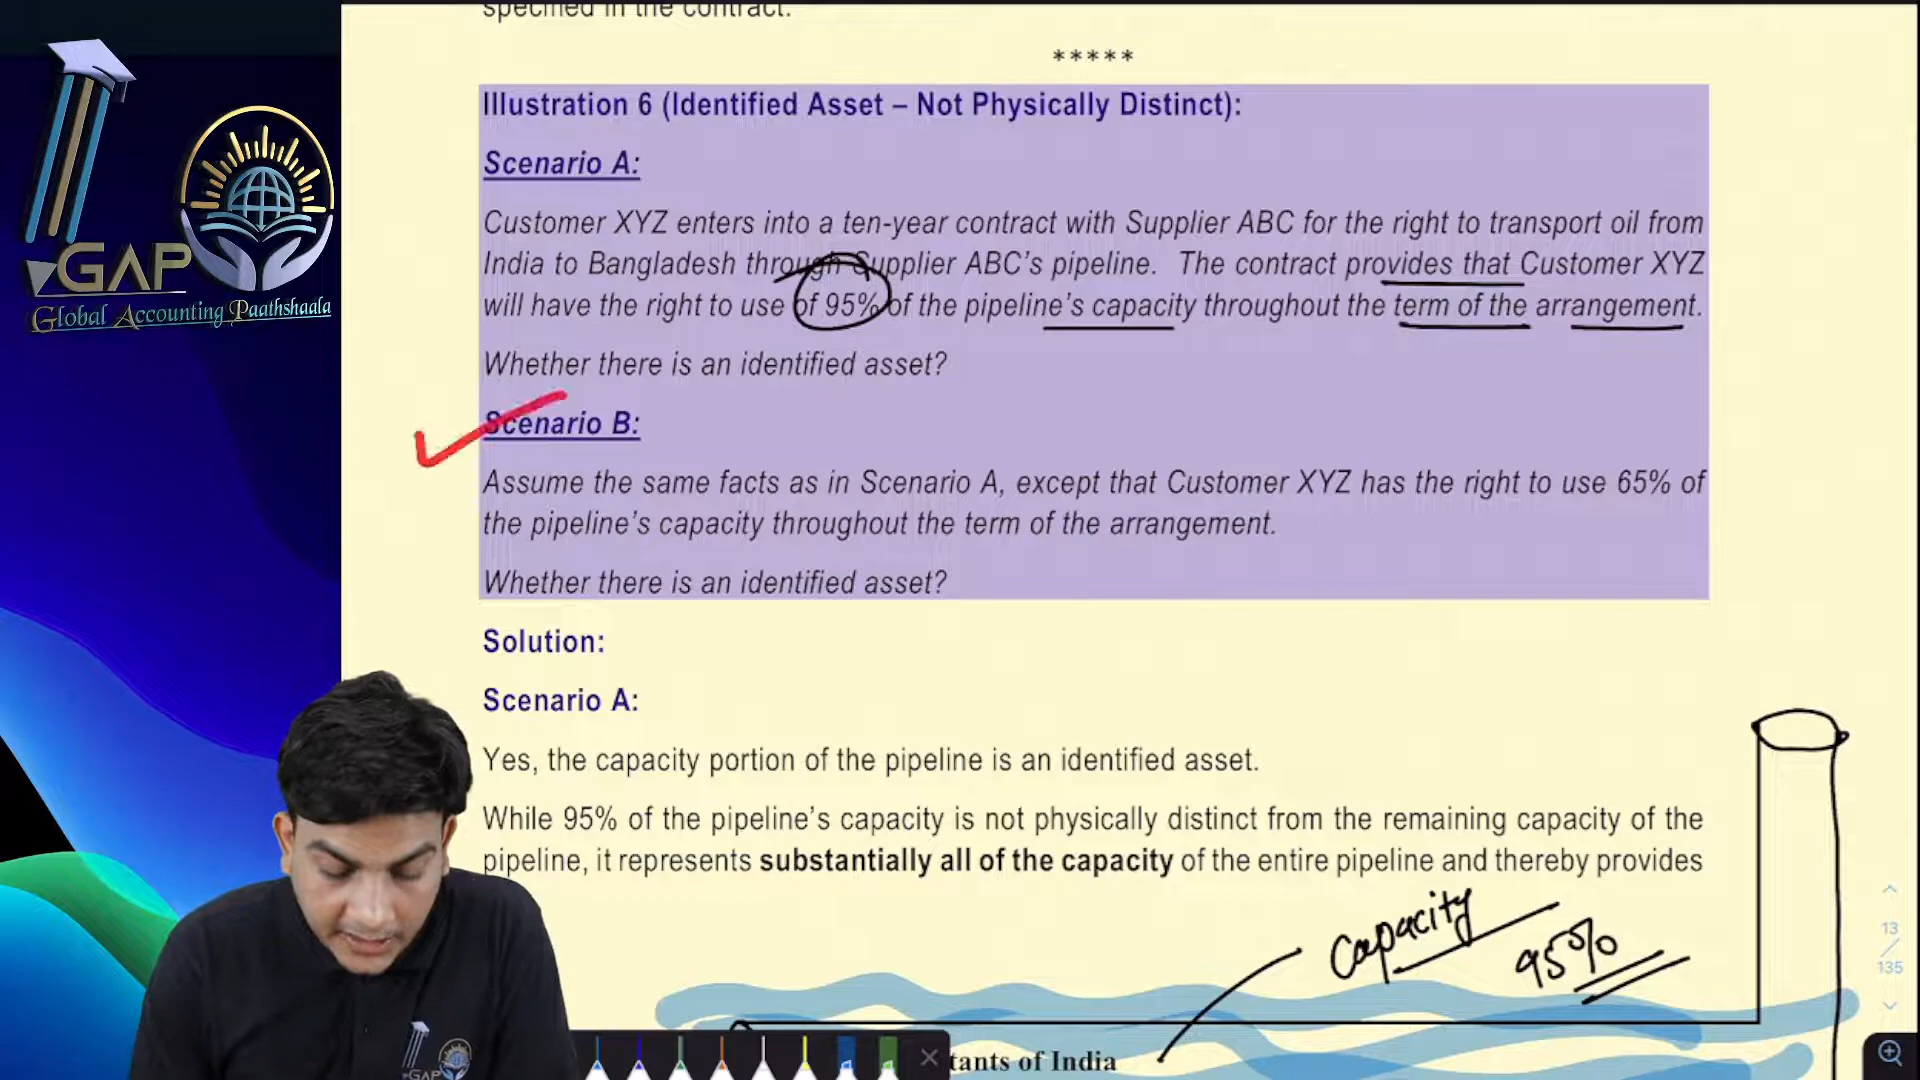 specified in the contract.
*****
Illustration 6 (Identified Asset – Not Physically Distinct):
Scenario A:
Customer XYZ enters into a ten-year contract with Supplier ABC for the right to transport oil from
India to Bangladesh through Supplier ABC's pipeline. The contract provides that Customer XYZ
will have the right to use of 95% of the pipeline's capacity throughout the term of the arrangement.
Whether there is an identified asset?
Scenario B:
Assume the same facts as in Scenario A, except that Customer XYZ has the right to use 65% of
the pipeline's capacity throughout the term of the arrangement.
Whether there is an identified asset?
Solution:
Scenario A:
Yes, the capacity portion of the pipeline is an identified asset.
While 95% of the pipeline's capacity is not physically distinct from the remaining capacity of the
pipeline, it represents substantially all of the capacity of the entire pipeline and thereby provides
Capacity
95%
tants of India
GAP
Global Accounting Paathshaala
GAP
13
/
135